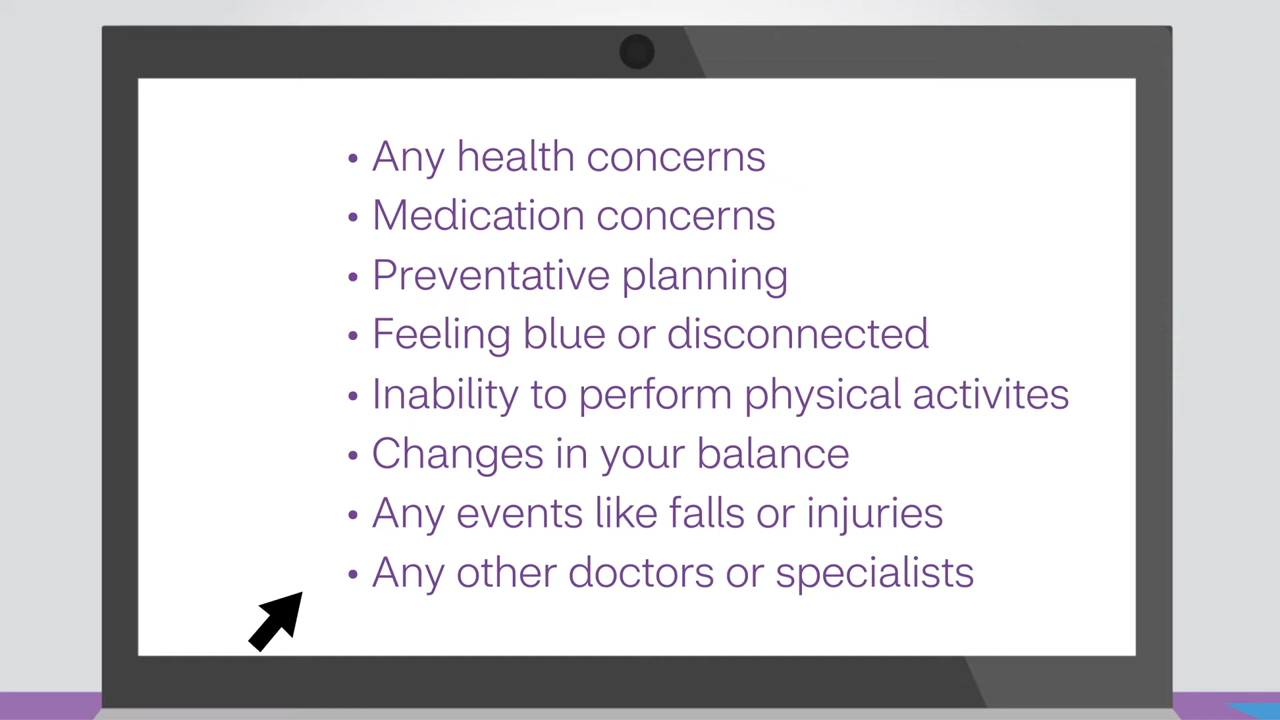 • Any health concerns
• Medication concerns
• Preventative planning
• Feeling blue or disconnected
• Inability to perform physical activites
• Changes in your balance
• Any events like falls or injuries
• Any other doctors or specialists